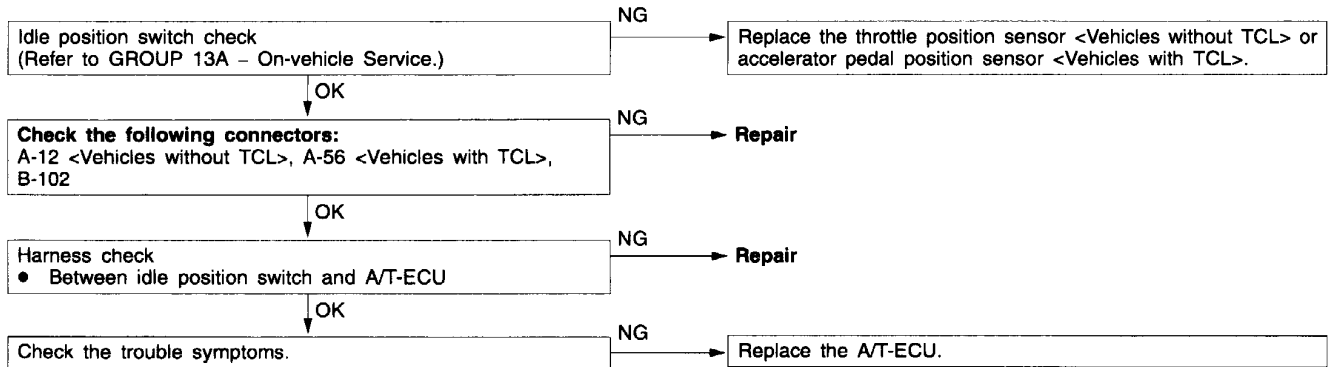 NG
Idle position switch check
(Refer to GROUP 13A – On-vehicle Service.)
Replace the throttle position sensor <Vehicles without TCL> or
accelerator pedal position sensor <Vehicles with TCL>.
OK
NG
Check the following connectors:
A-12 <Vehicles without TCL>, A-56 <Vehicles with TCL>,
B-102
Repair
OK
NG
Harness check
● Between idle position switch and A/T-ECU
Repair
OK
NG
Check the trouble symptoms.
Replace the A/T-ECU.